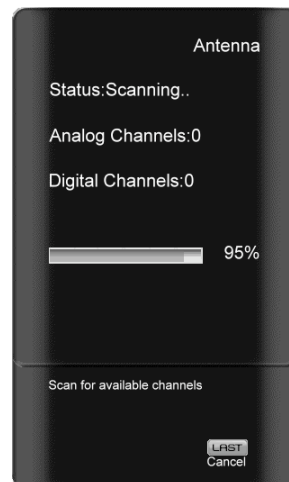 Antenna
Status:Scanning..
Analog Channels:0
Digital Channels:0
95%
Scan for available channels
LAST
Cancel